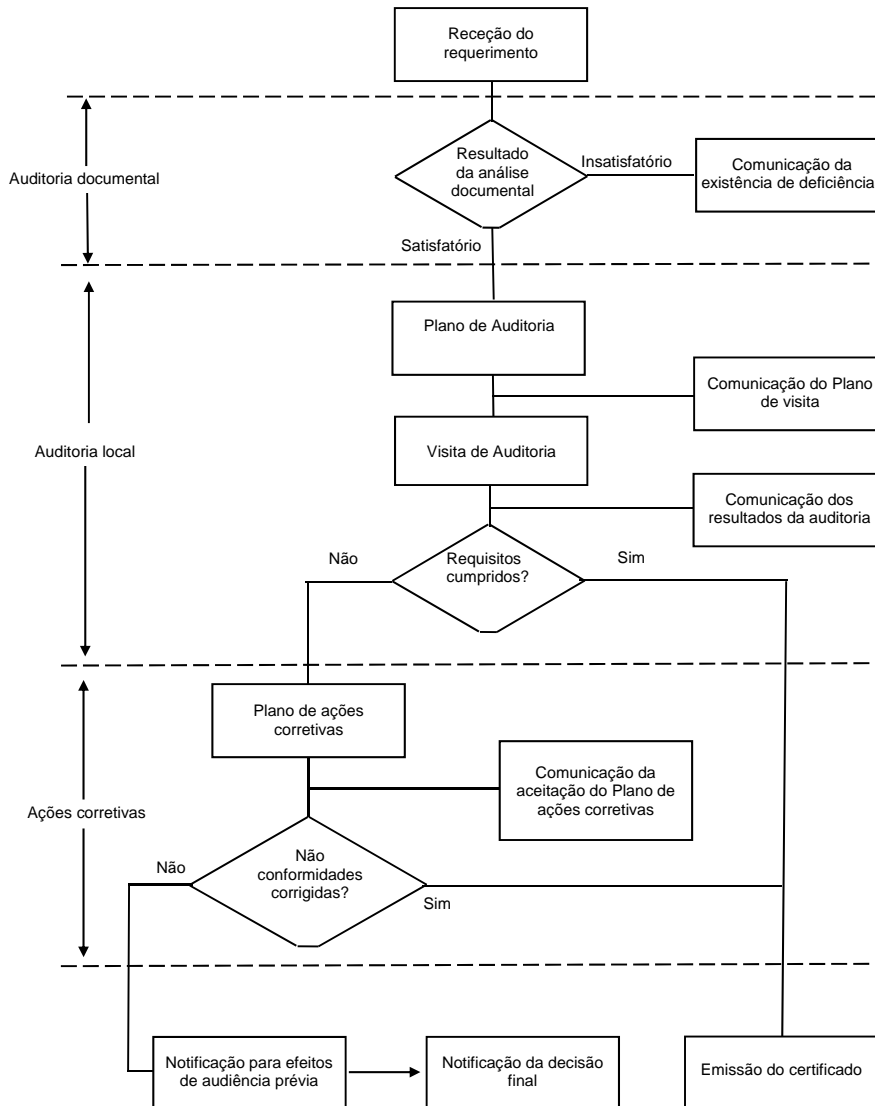 Receção do
requerimento
Auditoria documental
Resultado
da análise
documental
Insatisfatório
Comunicação da
existência de deficiência
Satisfatório
Plano de Auditoria
Comunicação do Plano
de visita
Auditoria local
Visita de Auditoria
Comunicação dos
resultados da auditoria
Não
Requisitos
cumpridos?
Sim
Plano de ações
corretivas
Comunicação da
aceitação do Plano de
ações corretivas
Ações corretivas
Não
Não
conformidades
corrigidas?
Sim
Notificação para efeitos
de audiência prévia
Notificação da decisão
final
Emissão do certificado